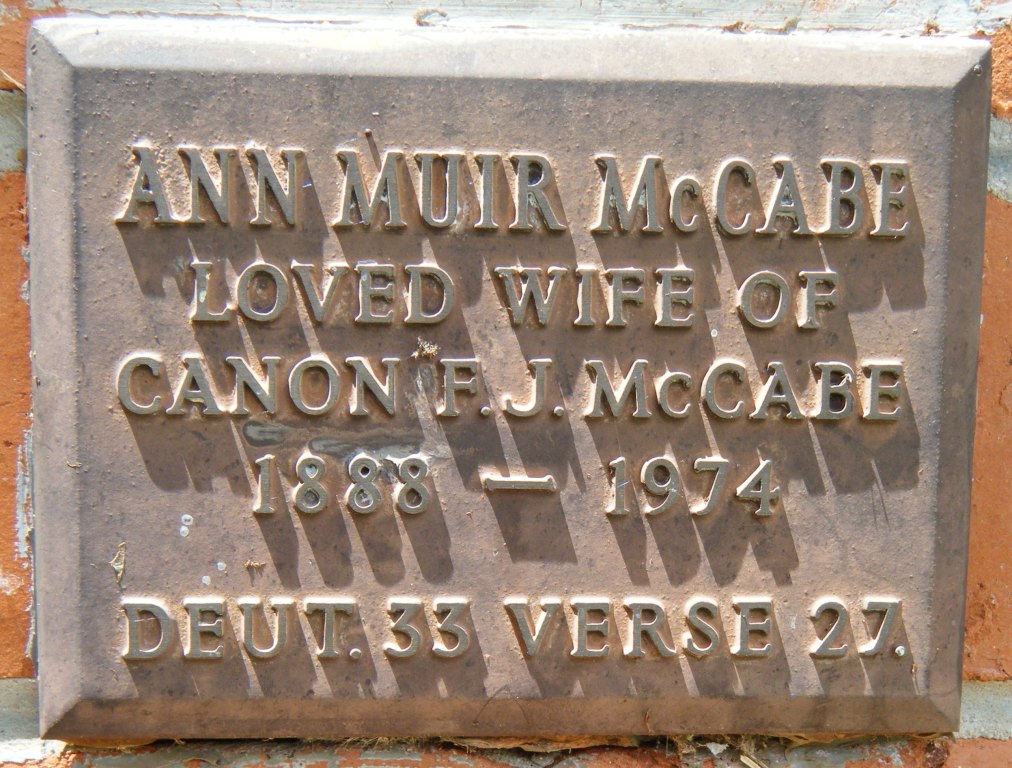 ANN MUIR McCABE
LOVED WIFE OF
CANON F.J. McCABE
1888 — 1974
DEUT. 33 VERSE 27.